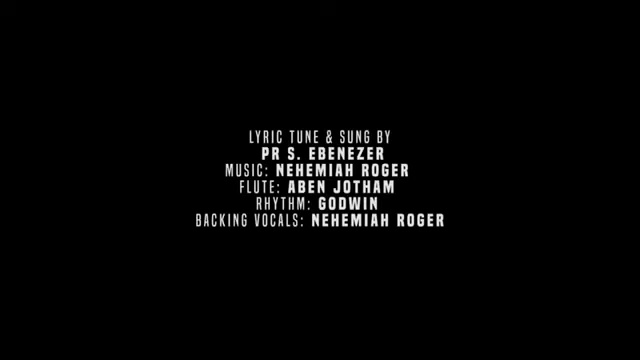 LYRIC TUNE & SUNG BY
PR S. EBENEZER
MUSIC: NEHEMIAH ROGER
FLUTE: ABEN JOTHAM
RHYTHM: GODWIN
BACKING VOCALS: NEHEMIAH ROGER